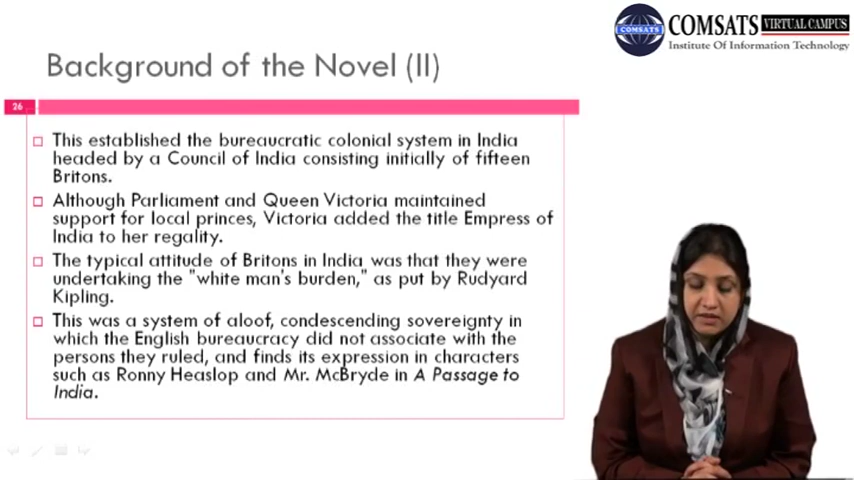 COMSATS VIRTUAL CAMPUS
COMSATS
Institute Of Information Technology
Background of the Novel (II)
26
This established the bureaucratic colonial system in India
headed by a Council of India consisting initially of fifteen
Britons.
Although Parliament and Queen Victoria maintained
support for local princes, Victoria added the title Empress of
India to her regality.
The typical attitude of Britons in India was that they were
undertaking the "white man's burden," as put by Rudyard
Kipling.
This was a system of aloof, condescending sovereignty in
which the English bureaucracy did not associate with the
persons they ruled, and finds its expression in characters
such as Ronny Heaslop and Mr. McBryde in A Passage to
India.